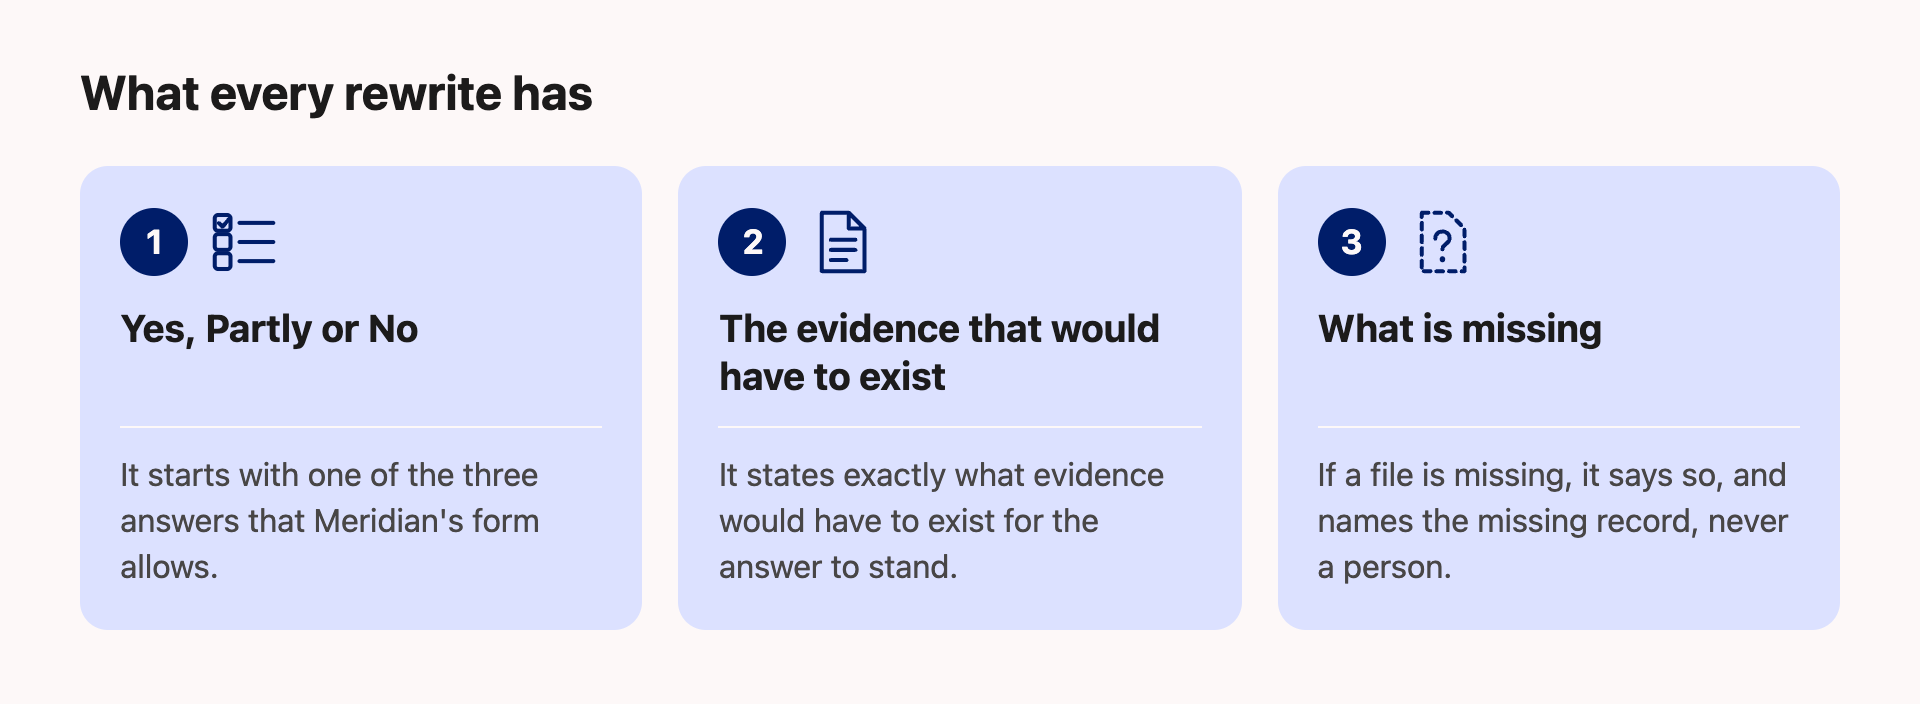 What every rewrite has
1
Yes, Partly or No
It starts with one of the three
answers that Meridian's form
allows.
2
The evidence that would
have to exist
It states exactly what evidence
would have to exist for the
answer to stand.
3
?
What is missing
If a file is missing, it says so, and
names the missing record, never
a person.